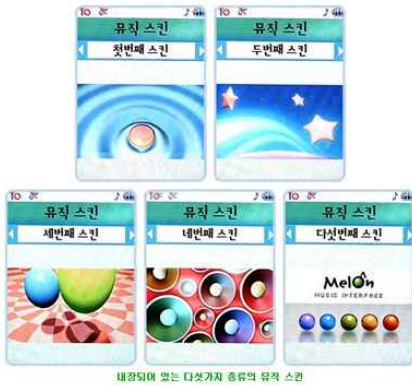 뮤직 스킨
첫번째 스킨
뮤직 스킨
두번째 스킨
뮤직 스킨
세번째 스킨
뮤직 스킨
네번째 스킨
뮤직 스킨
다섯번째 스킨
MelOn
MUSIC INTERFACE
내장되어 있는 다섯가지 종류의 뮤직 스킨